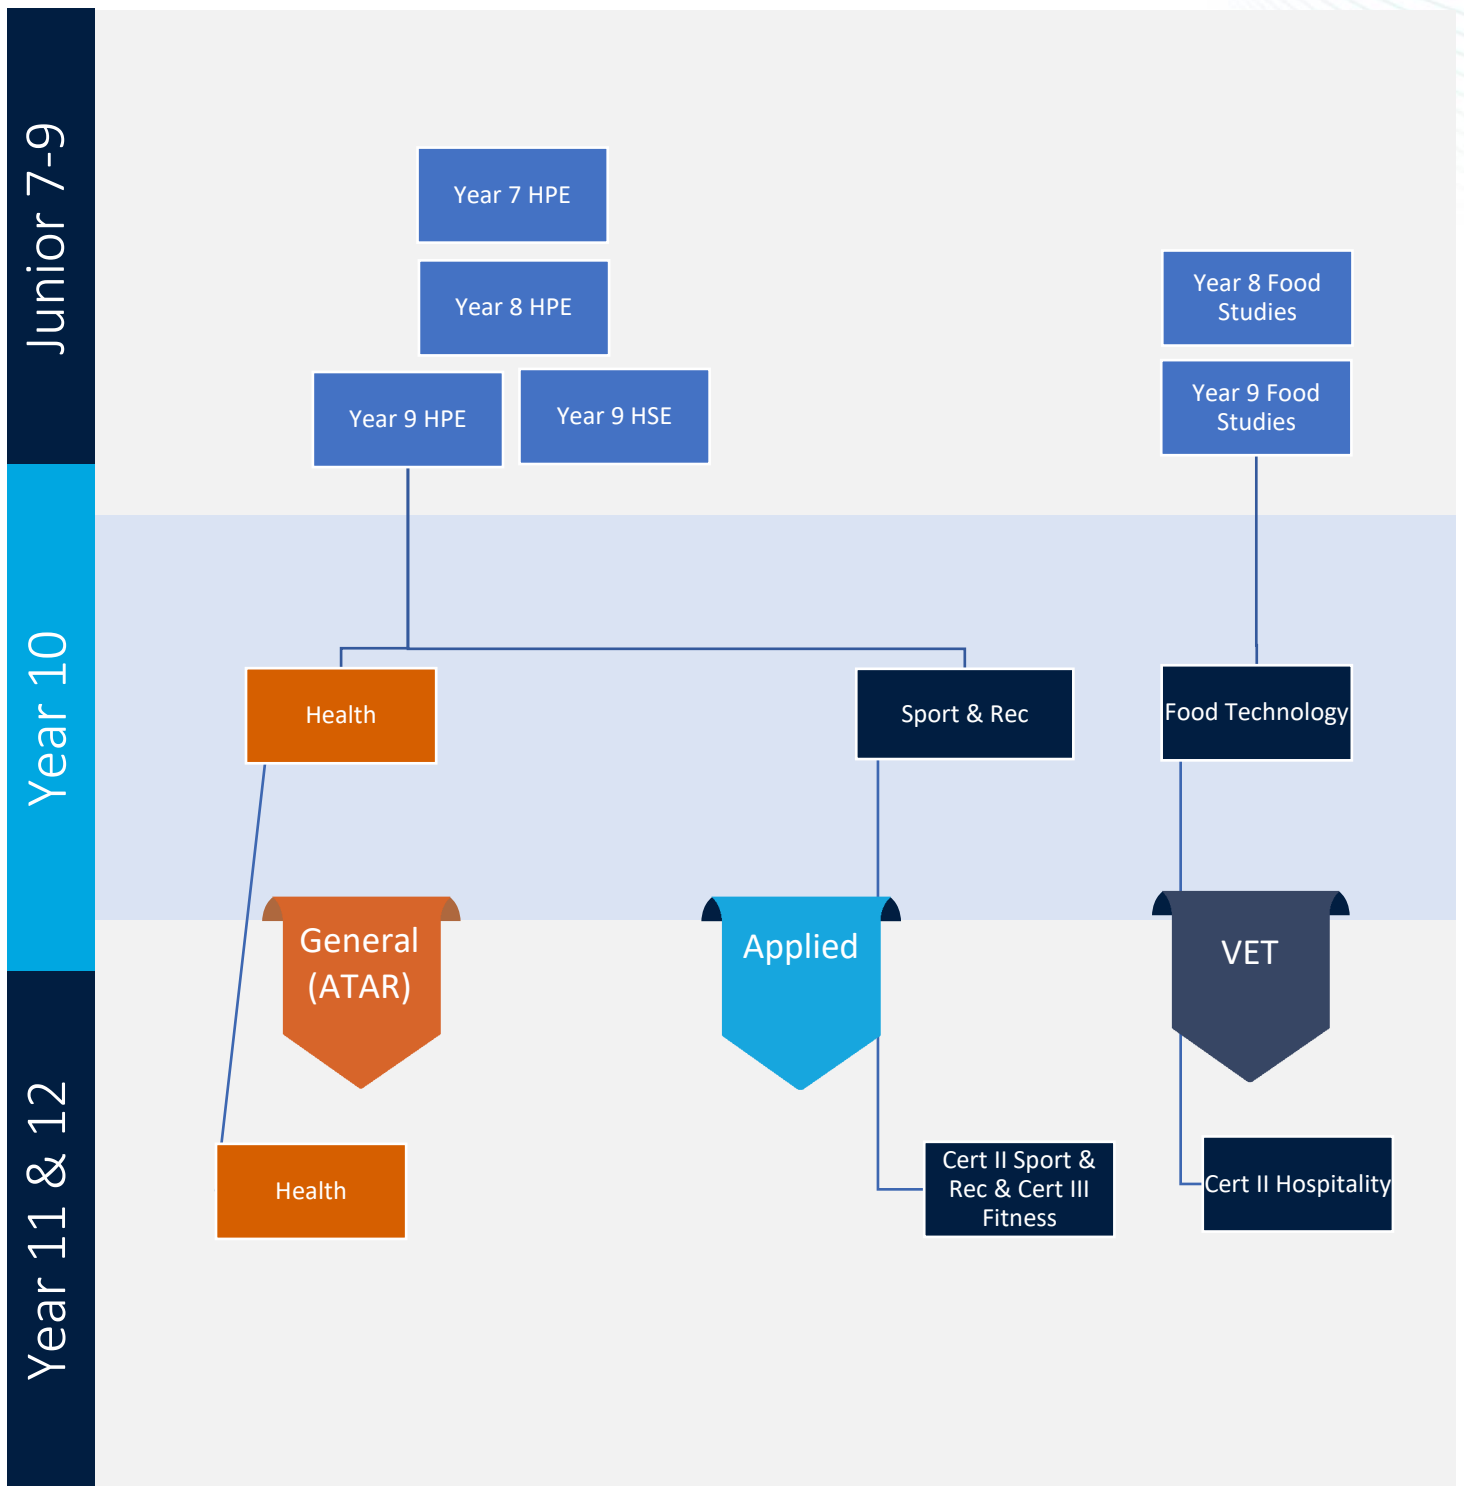 Junior 7-9
Year 7 HPE
Year 8 HPE
Year 9 HPE
Year 9 HSE
Year 8 Food
Studies
Year 9 Food
Studies
Year 10
Health
Sport & Rec
Food Technology
General
(ATAR)
Applied
VET
Year 11 & 12
Health
Cert II Sport &
Rec & Cert III
Fitness
Cert II Hospitality